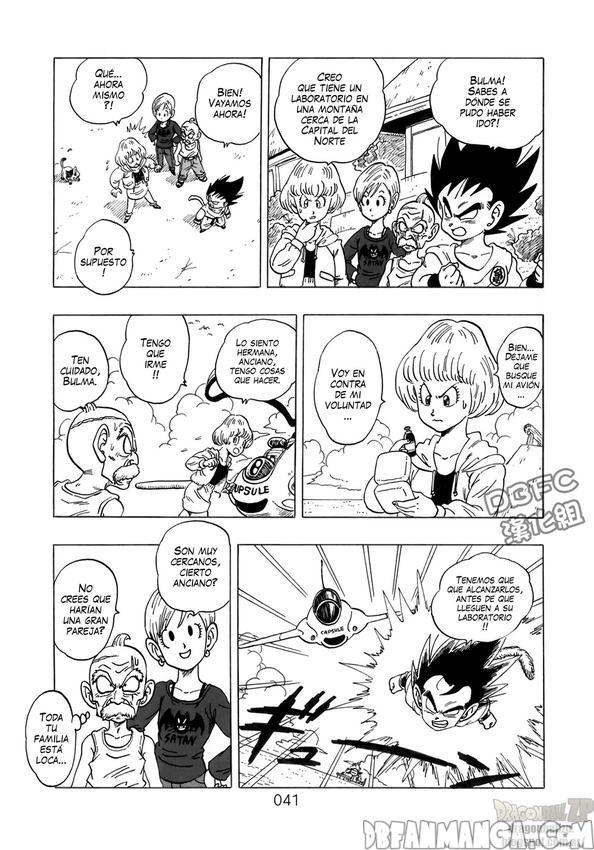 BULMA!
SABES A
DÓNDE SE
PUDO HABER
IDO?!
CREO
QUE TIENE UN
LABORATORIO EN
UNA MONTAÑA
CERCA DE LA
CAPITAL DEL
NORTE
SATAN
BIEN!
VAYAMOS
AHORA!
QUÉ...
AHORA
MISMO
?!
POR
SUPUESTO
!
BIEN...
DÉJAME
QUE
BUSQUE
MI AVIÓN
...
VOY EN
CONTRA
DE MI
VOLUNTAD
...
DBFC
漢化組
LO SIENTO
HERMANA,
ANCIANO,
TENGO COSAS
QUE HACER.
TENGO
QUE
IRME
!!
TEN
CUIDADO,
BULMA.
APSULE
TENEMOS QUE
QUE ALCANZARLOS,
ANTES DE QUE
LLEGUEN A SU
LABORATORIO
!!
CAPSULE
SON MUY
CERCANOS,
CIERTO
ANCIANO?
NO
CREES QUE
HARÍAN
UNA GRAN
PAREJA?
TODA
TU
FAMILIA
ESTÁ
LOCA...
SATAN
041
DBFANMANGA.COM